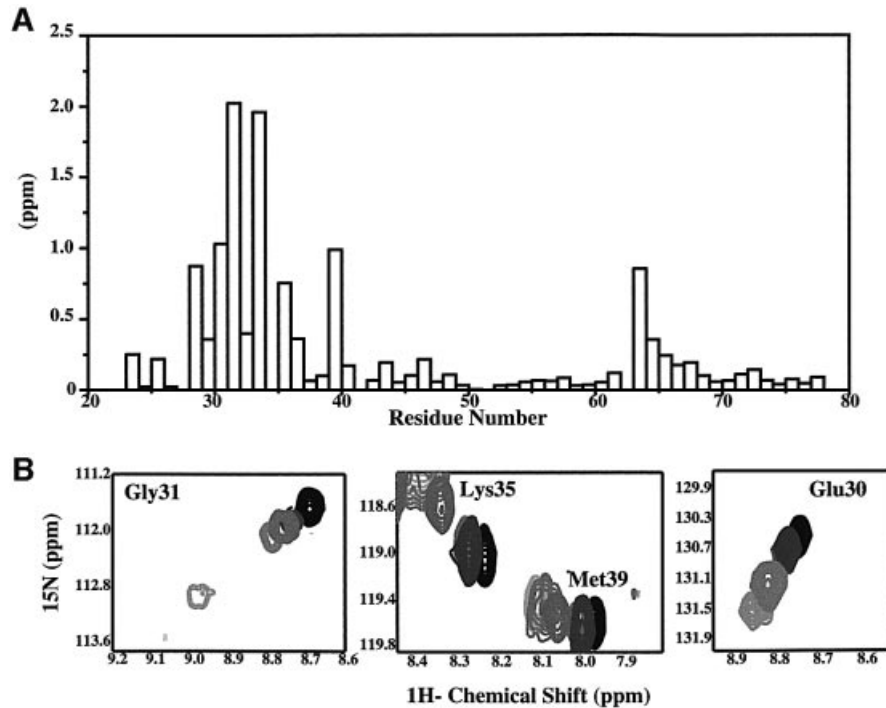 A
2.5
2.0
1.5
1.0
0.5
0
(ppm)
20 30 40 50 60 70 80
Residue Number
B
Gly31
111.2
112.0
112.8
113.6
9.2 9.1 9.0 8.9 8.8 8.7 8.6
15N (ppm)
Lys35
Met39
118.6
119.0
119.4
119.8
8.4 8.3 8.2 8.1 8.0 7.9
Glu30
129.9
130.3
130.7
131.1
131.5
131.9
8.9 8.8 8.7 8.6
1H- Chemical Shift (ppm)